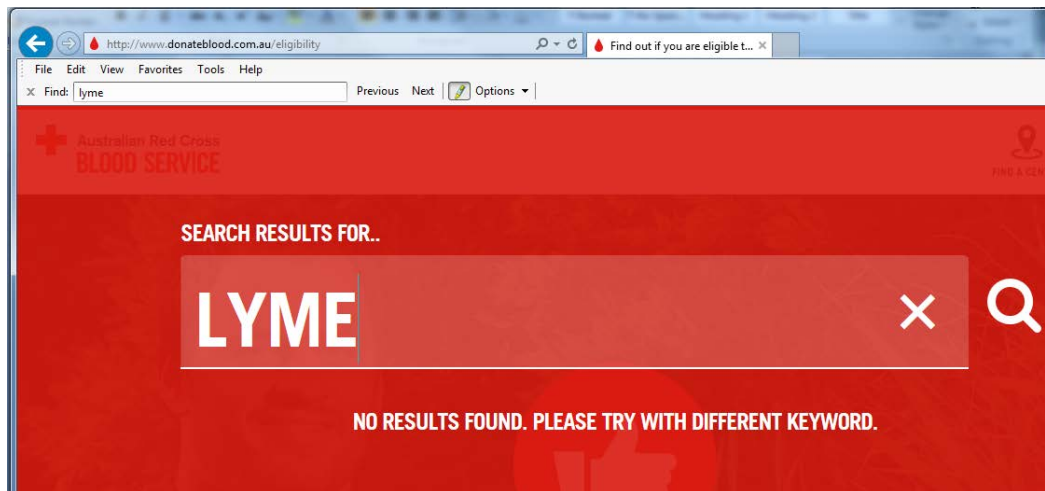 http://www.donateblood.com.au/eligibility
Find out if you are eligible t...
File Edit View Favorites Tools Help
X Find: lyme Previous Next Options
Australian Red Cross
BLOOD SERVICE
FIND A CEN
SEARCH RESULTS FOR..
LYME
NO RESULTS FOUND. PLEASE TRY WITH DIFFERENT KEYWORD.